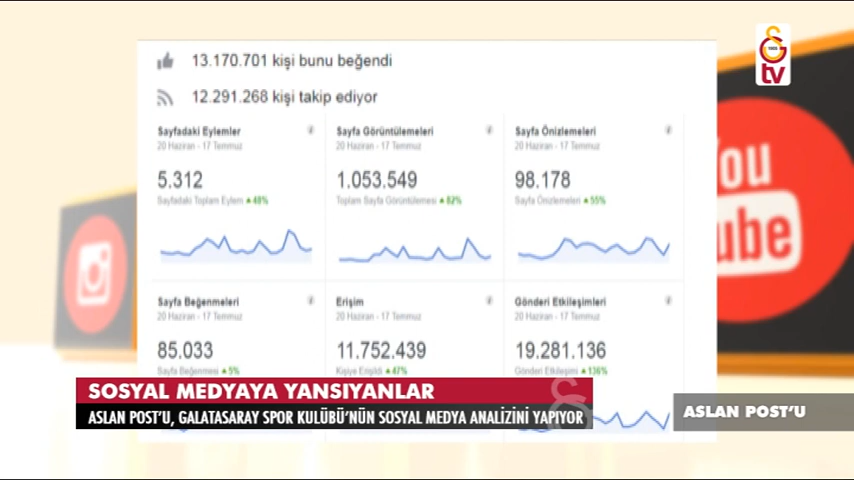 13.170.701 kişi bunu beğendi
12.291.268 kişi takip ediyor
Sayfadaki Eylemler
20 Haziran - 17 Temmuz
5.312
Sayfadaki Toplam Eylem ▲48%
Sayfa Görüntülemeleri
20 Haziran - 17 Temmuz
1.053.549
Toplam Sayfa Görüntülemesi ▲82%
Sayfa Önizlemeleri
20 Haziran - 17 Temmuz
98.178
Sayfa Önizlemeleri ▲55%
Sayfa Beğenmeleri
20 Haziran - 17 Temmuz
85.033
Sayfa Beğenmesi ▲5%
Erişim
20 Haziran - 17 Temmuz
11.752.439
Kişiye Erişildi ▲47%
Gönderi Etkileşimleri
20 Haziran - 17 Temmuz
19.281.136
Gönderi Etkileşimi ▲136%
tv
You
ube
SOSYAL MEDYAYA YANSIYANLAR
ASLAN POST'U, GALATASARAY SPOR KULÜBÜ'NÜN SOSYAL MEDYA ANALİZİNİ YAPIYOR
ASLAN POST'U